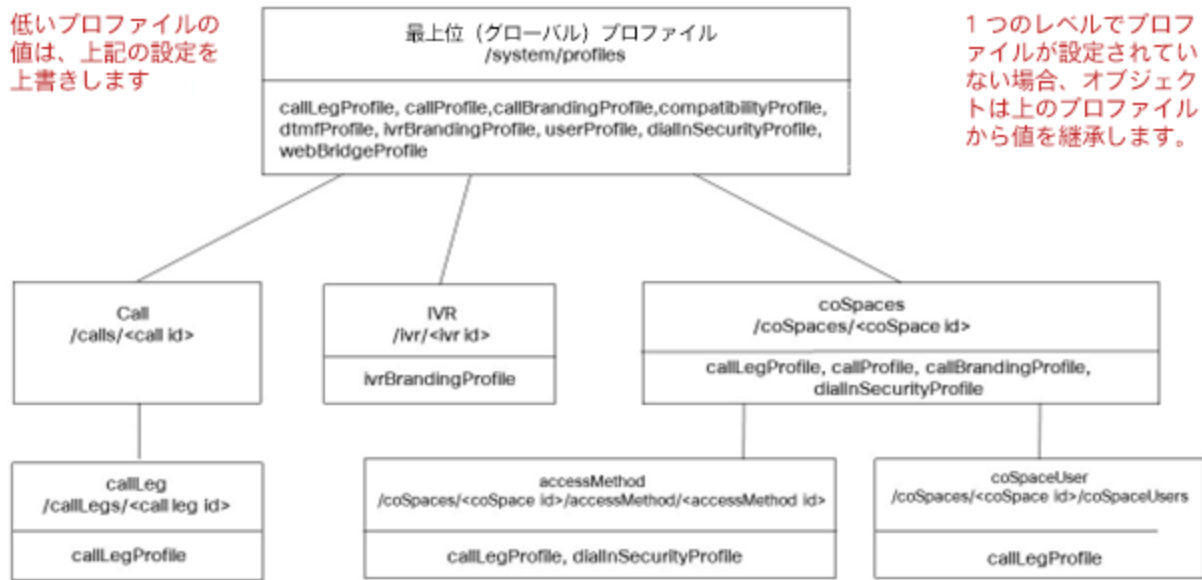 低いプロファイルの
値は、上記の設定を
上書きします
最上位（グローバル）プロファイル
/system/profiles
callLegProfile, callProfile,callBrandingProfile,compatibilityProfile,
dtmfProfile, ivrBrandingProfile, userProfile, dialInSecurityProfile,
webBridgeProfile
1 つのレベルでプロフ
ァイルが設定されてい
ない場合、オブジェク
トは上のプロファイル
から値を継承します。
Call
/calls/<call id>
IVR
/ivr/<ivr id>
ivrBrandingProfile
coSpaces
/coSpaces/<coSpace id>
callLegProfile, callProfile, callBrandingProfile,
dialInSecurityProfile
callLeg
/callLegs/<call leg id>
callLegProfile
accessMethod
/coSpaces/<coSpace id>/accessMethod/<accessMethod id>
callLegProfile, dialInSecurityProfile
coSpaceUser
/coSpaces/<coSpace id>/coSpaceUsers
callLegProfile